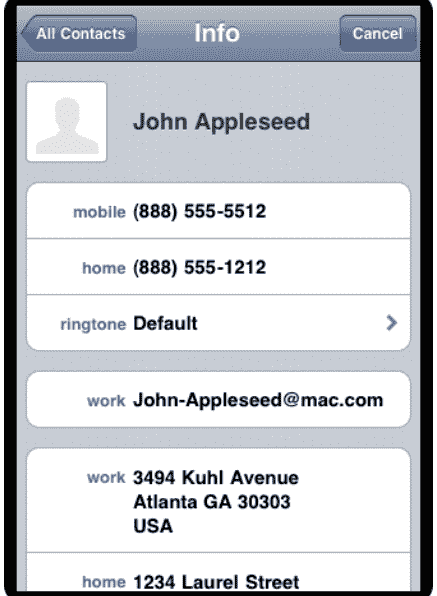 All Contacts Info Cancel
John Appleseed
mobile (888) 555-5512
home (888) 555-1212
ringtone Default
work John-Appleseed@mac.com
work 3494 Kuhl Avenue
Atlanta GA 30303
USA
home 1234 Laurel Street